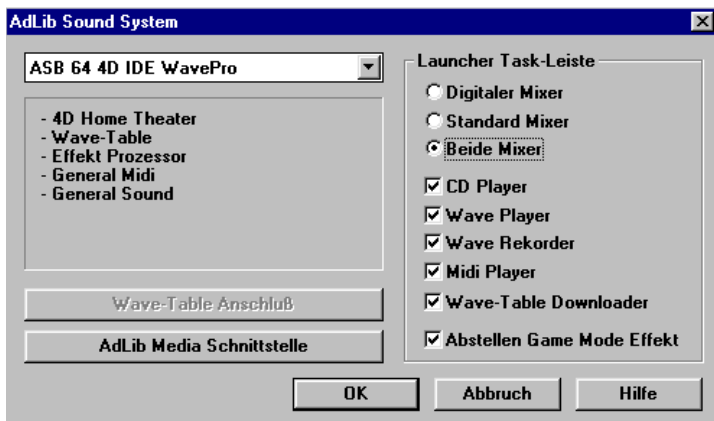 AdLib Sound System
ASB 64 4D IDE WavePro
- 4D Home Theater
- Wave-Table
- Effekt Prozessor
- General Midi
- General Sound
Wave-Table Anschluß
AdLib Media Schnittstelle
Launcher Task-Leiste
Digitaler Mixer
Standard Mixer
Beide Mixer
CD Player
Wave Player
Wave Rekorder
Midi Player
Wave-Table Downloader
Abstellen Game Mode Effekt
OK
Abbruch
Hilfe